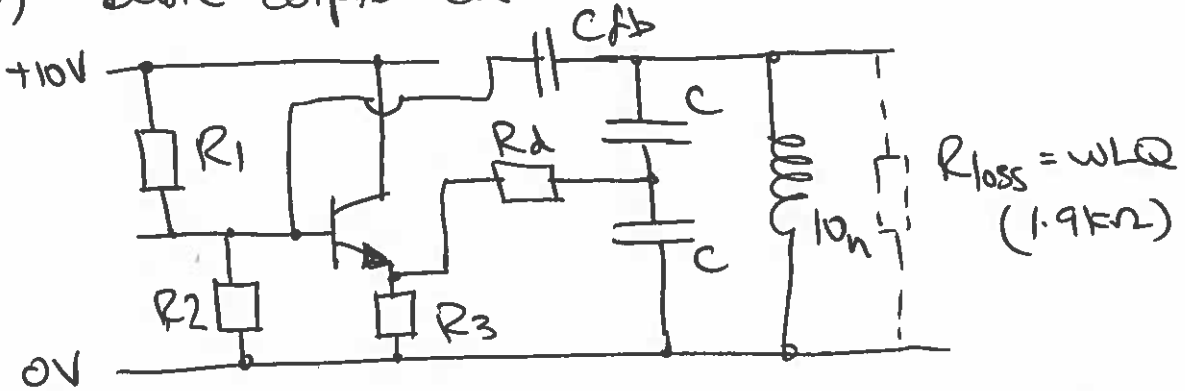 Cfb
+10V
C
R1
Rd
Rloss = ωLQ
(1.9kΩ)
10n
C
R2
R3
0V